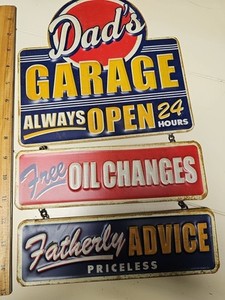 Dad's
GARAGE
ALWAYS OPEN 24
HOURS
Free OIL CHANGES
Fatherly ADVICE
PRICELESS